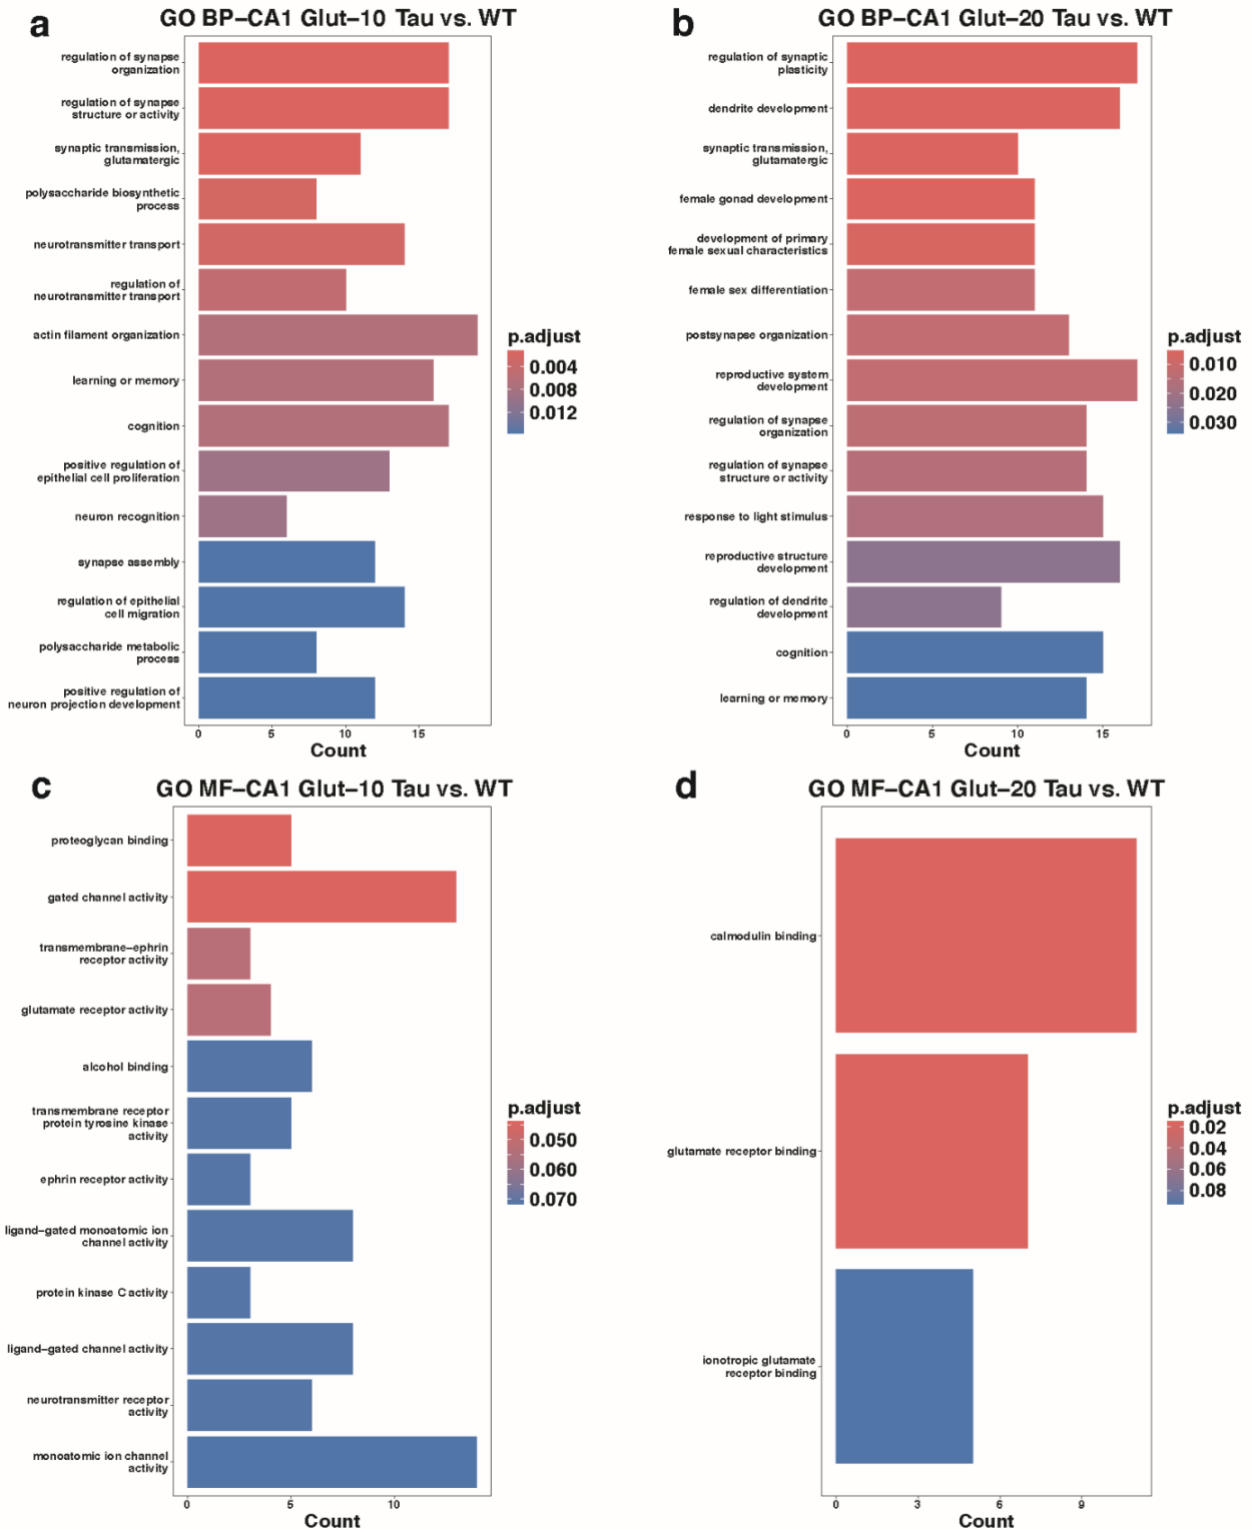 a
GO BP–CA1 Glut–10 Tau vs. WT
regulation of synapse
organization
regulation of synapse
structure or activity
synaptic transmission,
glutamatergic
polysaccharide biosynthetic
process
neurotransmitter transport
regulation of
neurotransmitter transport
actin filament organization
learning or memory
cognition
positive regulation of
epithelial cell proliferation
neuron recognition
synapse assembly
regulation of epithelial
cell migration
polysaccharide metabolic
process
positive regulation of
neuron projection development
0 5 10 15
Count
p.adjust
0.004
0.008
0.012
b
GO BP–CA1 Glut–20 Tau vs. WT
regulation of synaptic
plasticity
dendrite development
synaptic transmission,
glutamatergic
female gonad development
development of primary
female sexual characteristics
female sex differentiation
postsynapse organization
reproductive system
development
regulation of synapse
organization
regulation of synapse
structure or activity
response to light stimulus
reproductive structure
development
regulation of dendrite
development
cognition
learning or memory
0 5 10 15
Count
p.adjust
0.010
0.020
0.030
c
GO MF–CA1 Glut–10 Tau vs. WT
proteoglycan binding
gated channel activity
transmembrane–ephrin
receptor activity
glutamate receptor activity
alcohol binding
transmembrane receptor
protein tyrosine kinase
activity
ephrin receptor activity
ligand–gated monoatomic ion
channel activity
protein kinase C activity
ligand–gated channel activity
neurotransmitter receptor
activity
monoatomic ion channel
activity
0 5 10
Count
p.adjust
0.050
0.060
0.070
d
GO MF–CA1 Glut–20 Tau vs. WT
calmodulin binding
glutamate receptor binding
ionotropic glutamate
receptor binding
0 3 6 9
Count
p.adjust
0.02
0.04
0.06
0.08